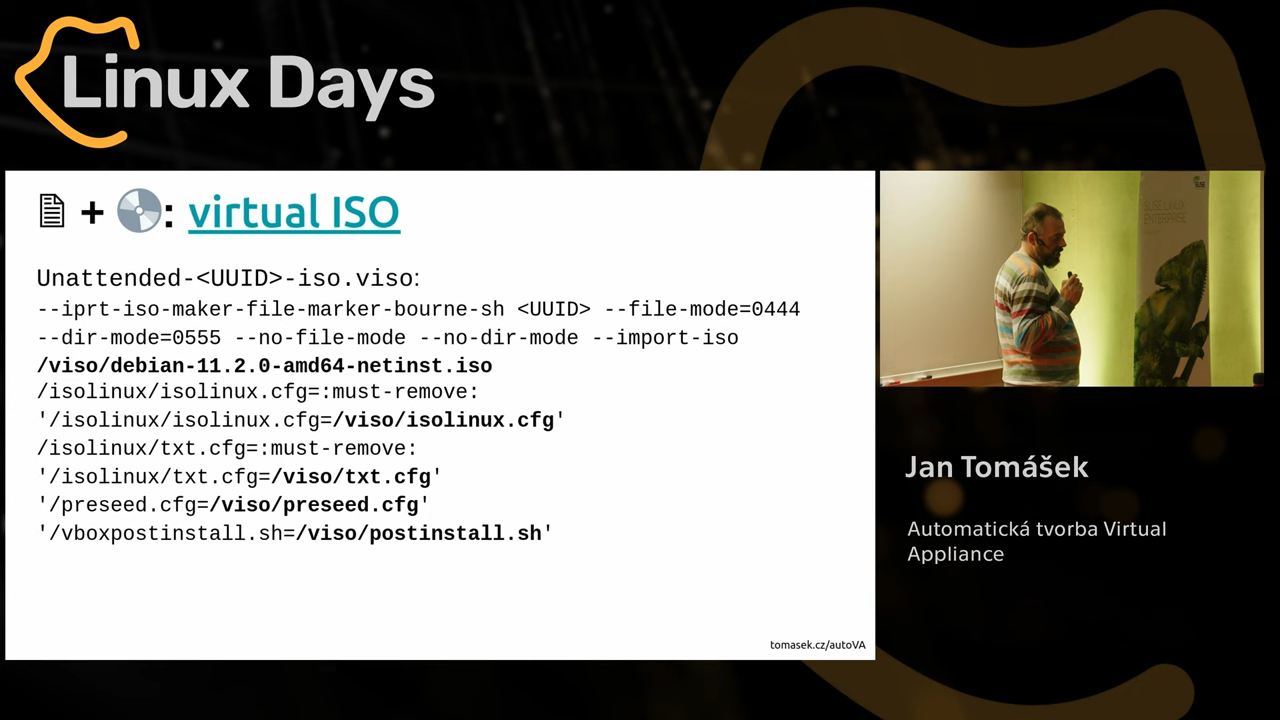 Linux Days
+ : virtual ISO
Unattended-<UUID>-iso.viso:
--iprt-iso-maker-file-marker-bourne-sh <UUID> --file-mode=0444
--dir-mode=0555 --no-file-mode --no-dir-mode --import-iso
/viso/debian-11.2.0-amd64-netinst.iso
/isolinux/isolinux.cfg=:must-remove:
'/isolinux/isolinux.cfg=/viso/isolinux.cfg'
/isolinux/txt.cfg=:must-remove:
'/isolinux/txt.cfg=/viso/txt.cfg'
'/preseed.cfg=/viso/preseed.cfg'
'/vboxpostinstall.sh=/viso/postinstall.sh'
tomasek.cz/autoVA
SUSE
SUSE LINUX
ENTERPRISE
Jan Tomášek
Automatická tvorba Virtual
Appliance